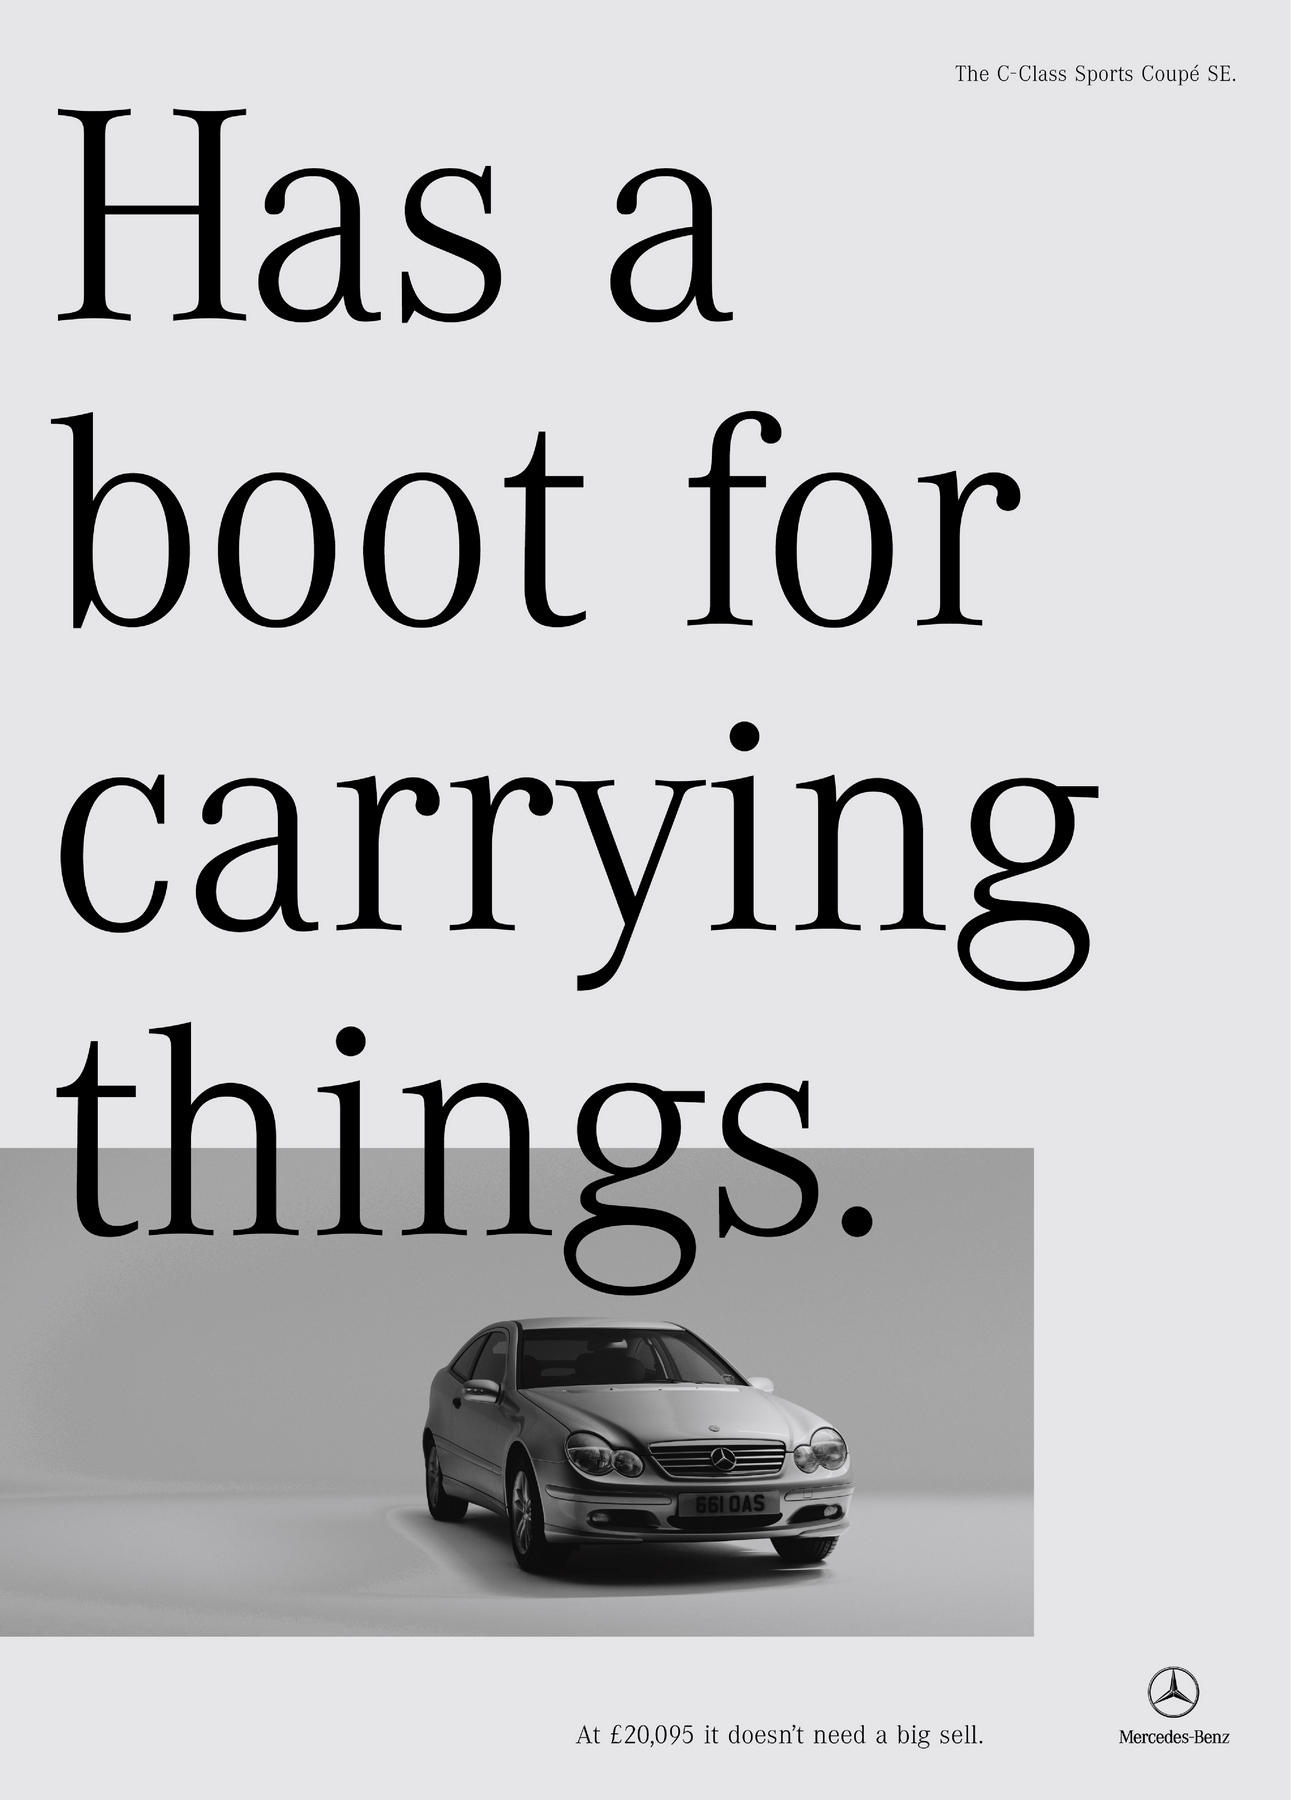 The C-Class Sports Coupé SE.
Has a
boot for
carrying
things.
661 OAS
At £20,095 it doesn’t need a big sell.
Mercedes-Benz